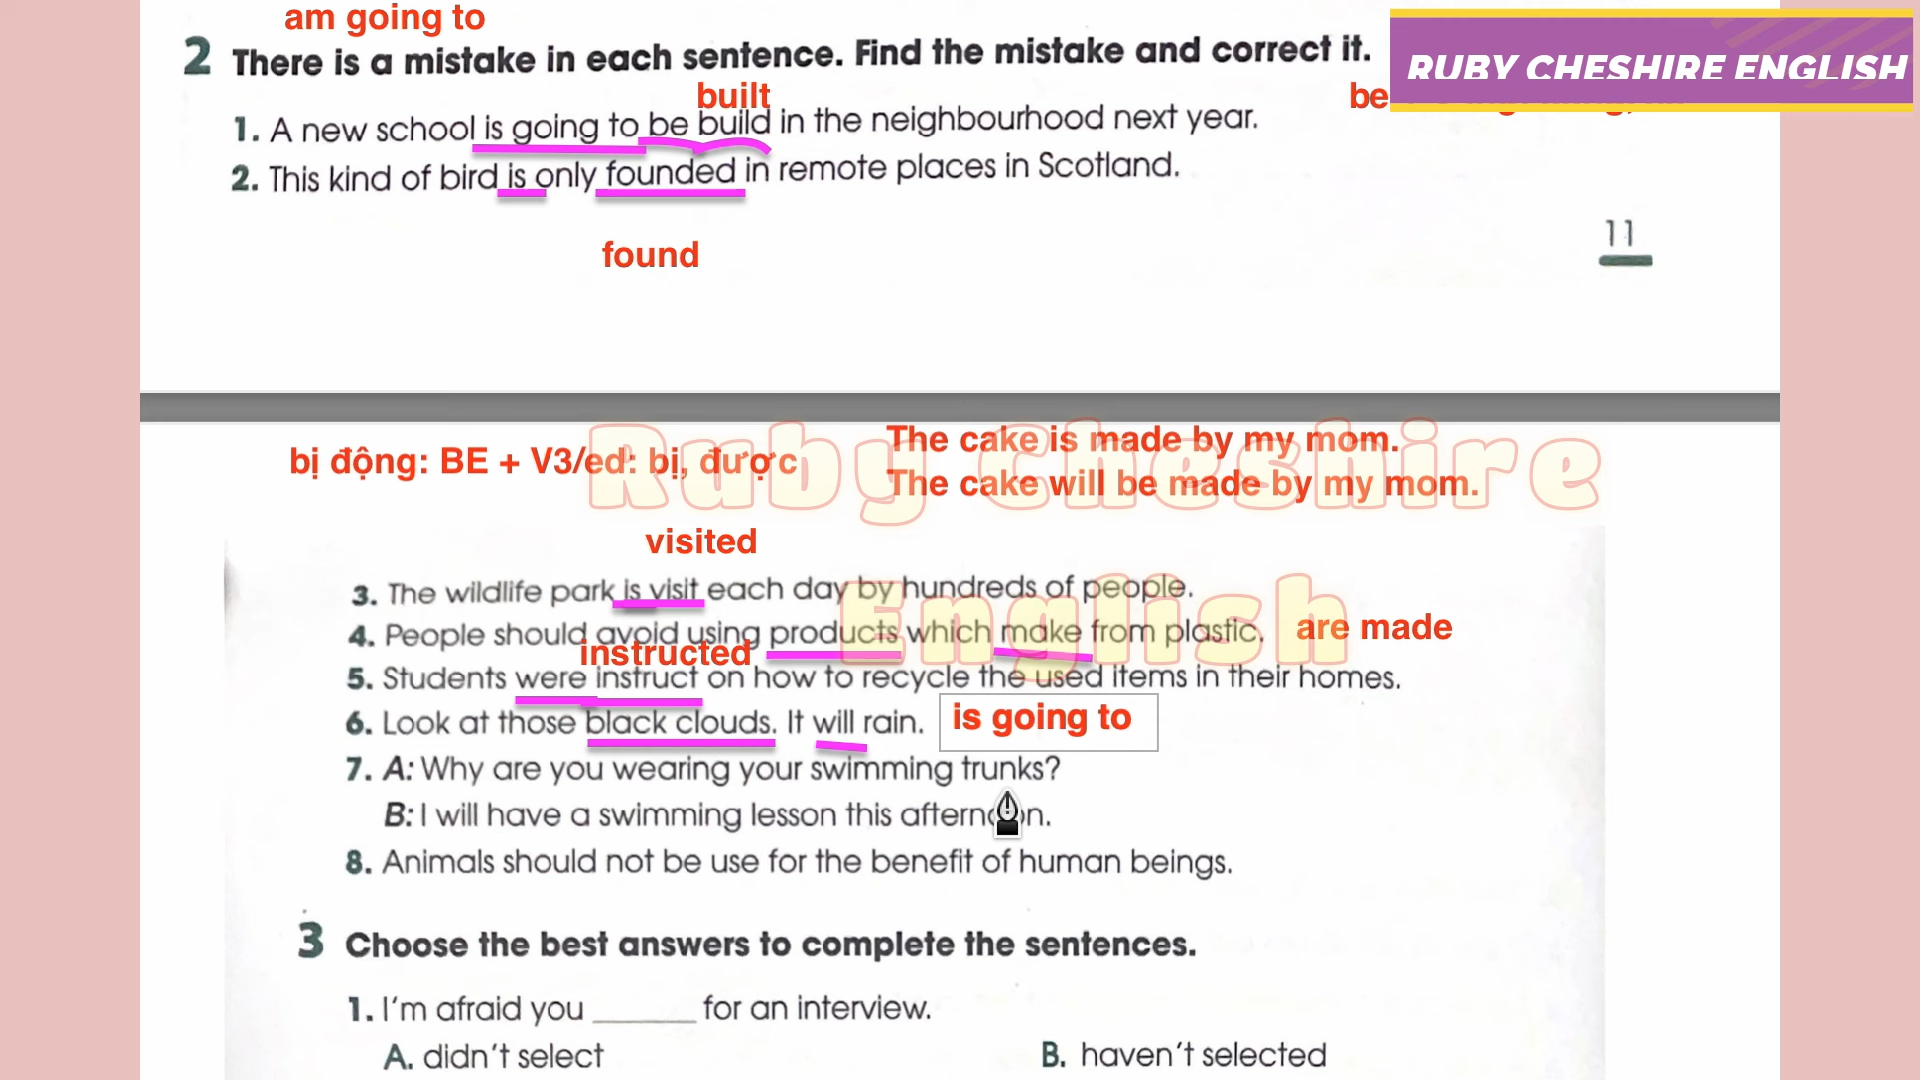 am going to
2 There is a mistake in each sentence. Find the mistake and correct it.
RUBY CHESHIRE ENGLISH
built
be
1. A new school is going to be build in the neighbourhood next year.
2. This kind of bird is only founded in remote places in Scotland.
11
found
bị động: BE + V3/ed: bị, được
The cake is made by my mom.
The cake will be made by my mom.
Ruby Cheshire
English
visited
3. The wildlife park is visit each day by hundreds of people.
4. People should avoid using products which make from plastic. are made
instructed
5. Students were instruct on how to recycle the used items in their homes.
6. Look at those black clouds. It will rain. is going to
7. A: Why are you wearing your swimming trunks?
B: I will have a swimming lesson this afternoon.
8. Animals should not be use for the benefit of human beings.
3 Choose the best answers to complete the sentences.
1. I'm afraid you ______ for an interview.
A. didn't select B. haven't selected